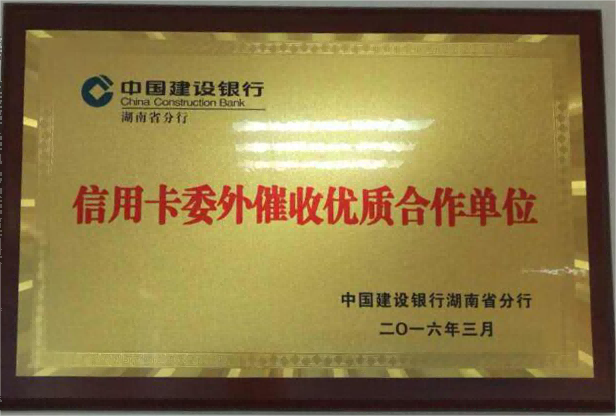 中国建设银行
China Construction Bank
湖南省分行
信用卡委外催收优质合作单位
中国建设银行湖南省分行
二〇一六年三月